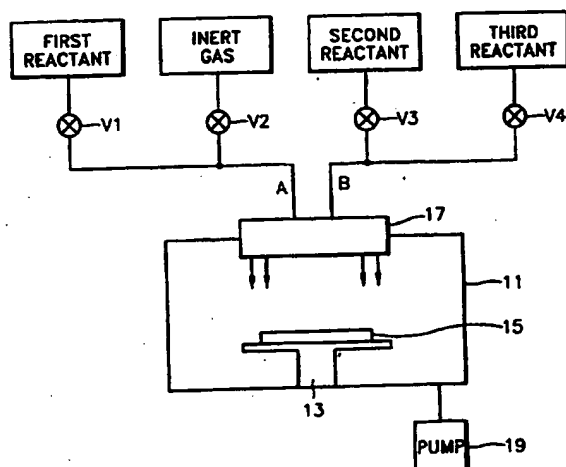 FIRST
REACTANT
INERT
GAS
SECOND
REACTANT
THIRD
REACTANT
V1
V2
V3
V4
A
B
17
11
15
13
PUMP
19